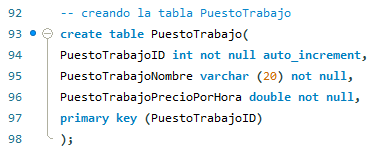 92 -- creando la tabla PuestoTrabajo
93 create table PuestoTrabajo(
94 PuestoTrabajoID int not null auto_increment,
95 PuestoTrabajoNombre varchar (20) not null,
96 PuestoTrabajoPrecioPorHora double not null,
97 primary key (PuestoTrabajoID)
98 );